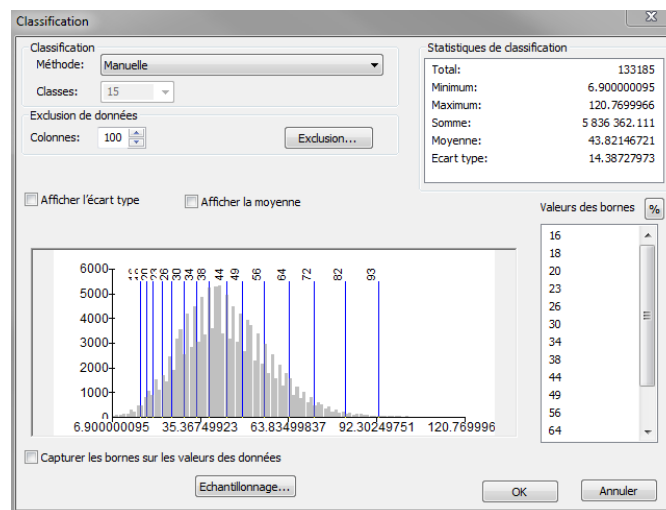 Classification
Classification
Méthode: Manuelle
Classes: 15
Exclusion de données
Colonnes: 100 Exclusion...
Statistiques de classification
Total: 133185
Minimum: 6.900000095
Maximum: 120.7699966
Somme: 5 836 362.111
Moyenne: 43.82146721
Ecart type: 14.38727973
Afficher l'écart type Afficher la moyenne
Valeurs des bornes %
16
18
20
23
26
30
34
38
44
49
56
64
20 23 26 30 34 38 44 49 56 64 72 82 93
6000
5000
4000
3000
2000
1000
0
6.900000095 35.367499923 63.83499837 92.30249751 120.769996
Capturer les bornes sur les valeurs des données
Echantillonnage...
OK Annuler